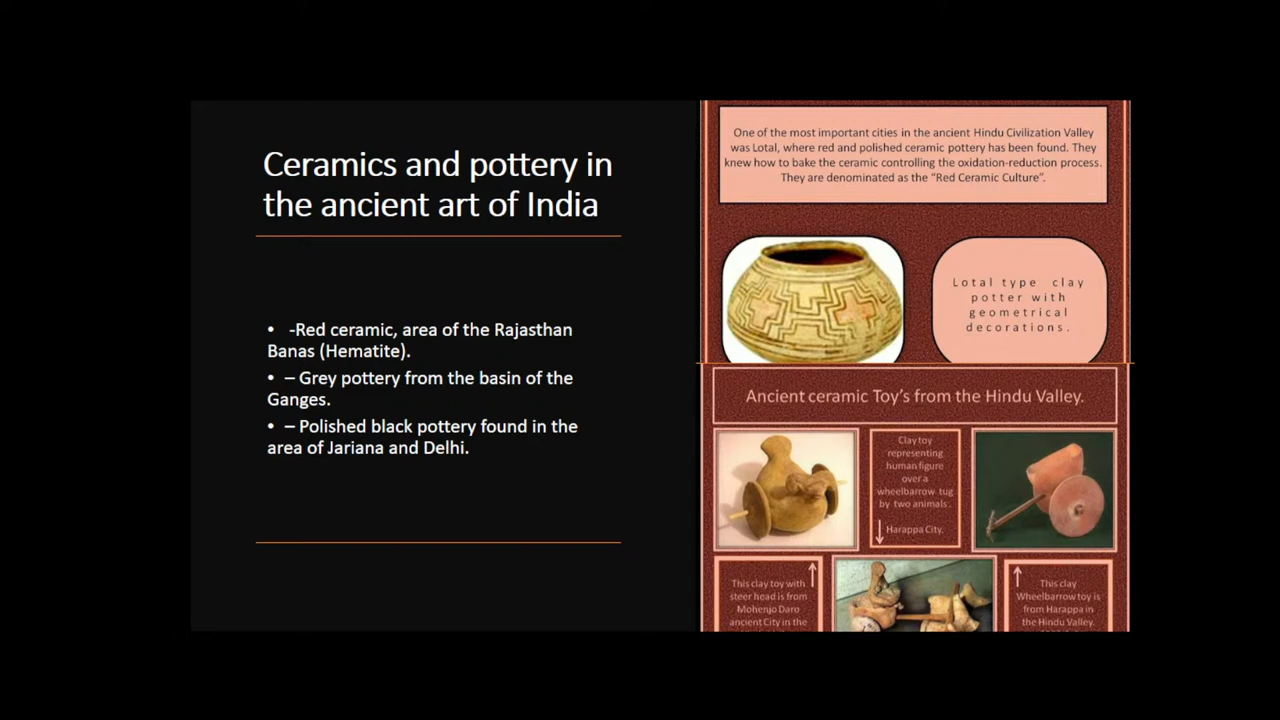 Ceramics and pottery in
the ancient art of India
• -Red ceramic, area of the Rajasthan
Banas (Hematite).
• – Grey pottery from the basin of the
Ganges.
• – Polished black pottery found in the
area of Jariana and Delhi.
One of the most important cities in the ancient Hindu Civilization Valley
was Lotal, where red and polished ceramic pottery has been found. They
knew how to bake the ceramic controlling the oxidation-reduction process.
They are denominated as the “Red Ceramic Culture”.
Lotal type clay
potter with
geometrical
decorations.
Ancient ceramic Toy’s from the Hindu Valley.
Clay toy
representing
human figure
over a
wheelbarrow tug
by two animals.
Harappa City.
This clay toy with
steer head is from
Mohenjo Daro
ancient City in the
This clay
Wheelbarrow toy is
from Harappa in
the Hindu Valley.